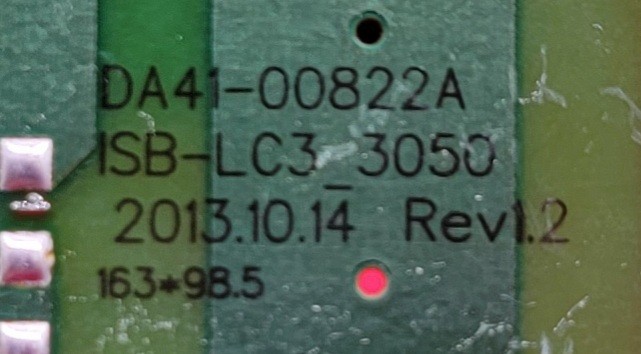 DA41-00822A
ISB-LC3_3050
2013.10.14 Rev1.2
163*98.5